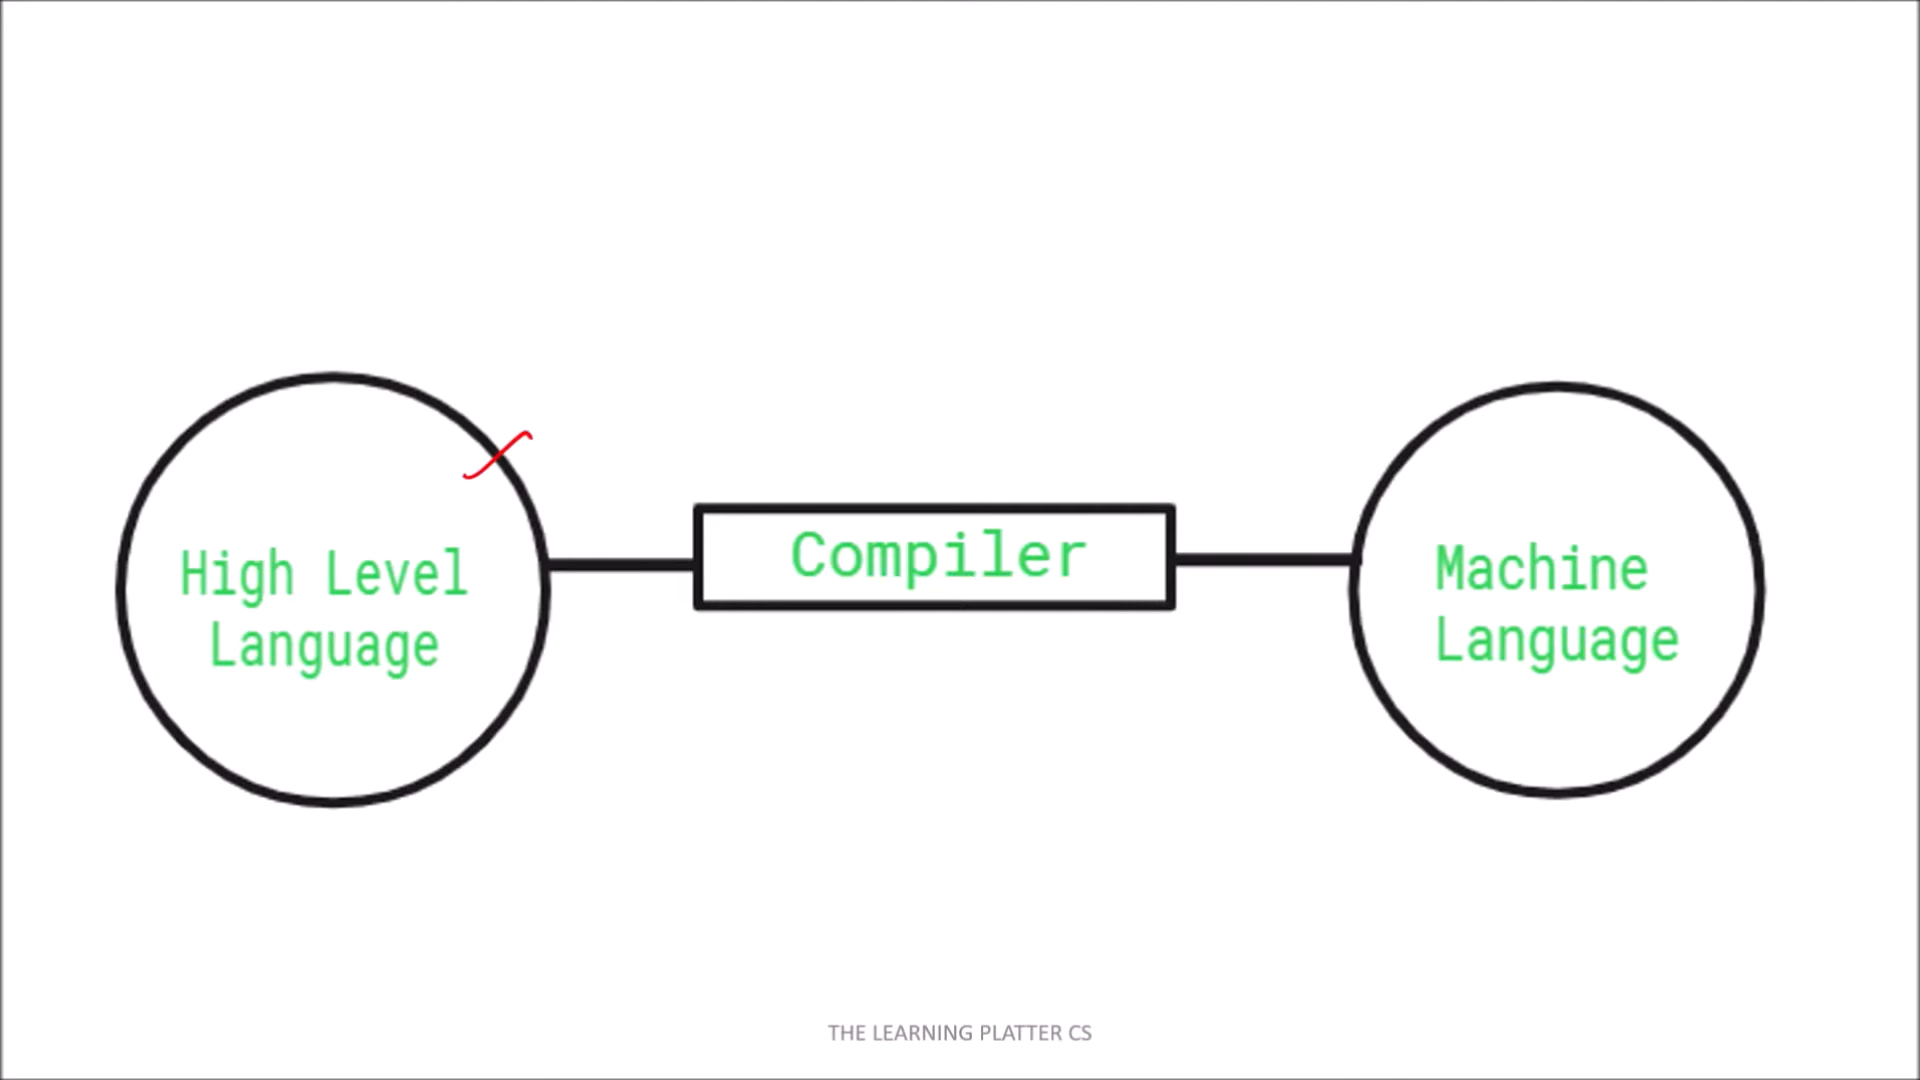 High Level
Language
Compiler
Machine
Language
THE LEARNING PLATTER CS